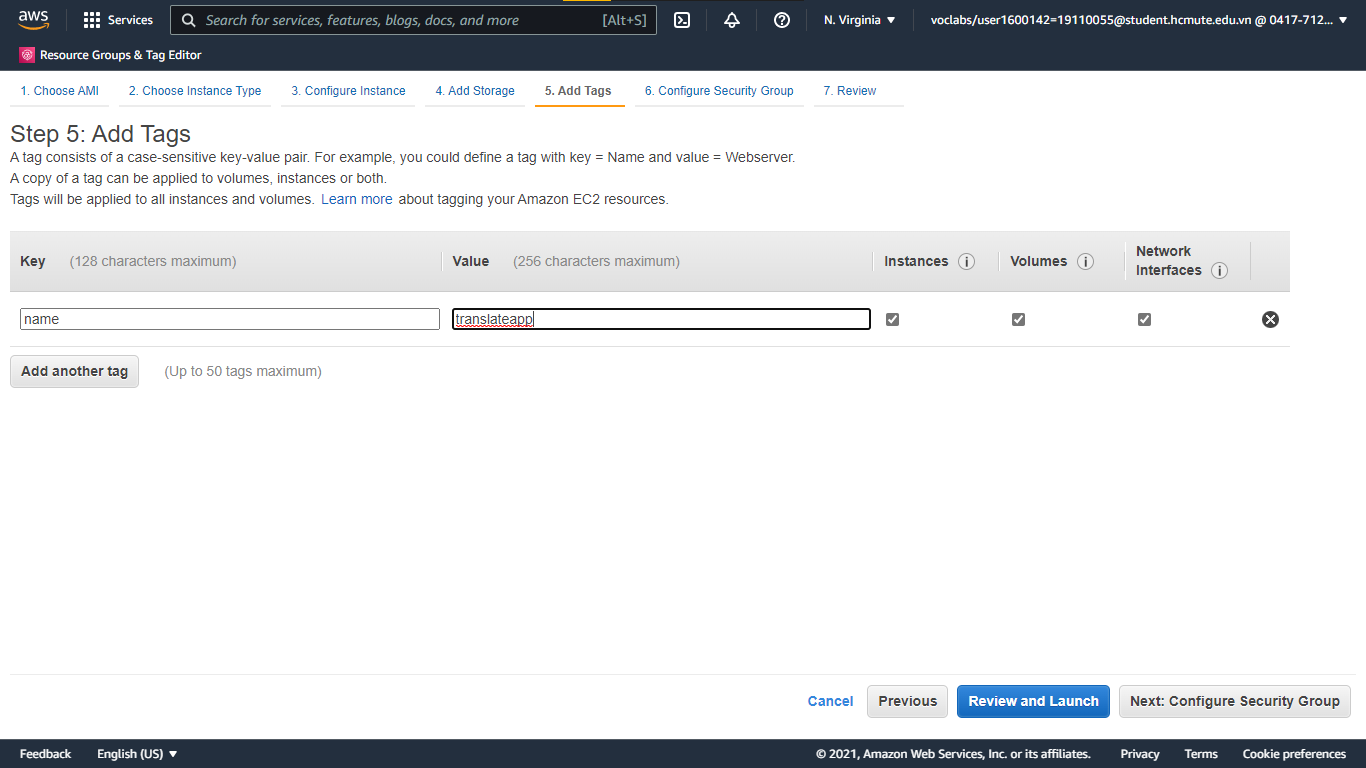 aws Services Search for services, features, blogs, docs, and more [Alt+S] N. Virginia voclabs/user1600142=19110055@student.hcmute.edu.vn @ 0417-712...
Resource Groups & Tag Editor
1. Choose AMI 2. Choose Instance Type 3. Configure Instance 4. Add Storage 5. Add Tags 6. Configure Security Group 7. Review
Step 5: Add Tags
A tag consists of a case-sensitive key-value pair. For example, you could define a tag with key = Name and value = Webserver.
A copy of a tag can be applied to volumes, instances or both.
Tags will be applied to all instances and volumes. Learn more about tagging your Amazon EC2 resources.
Key (128 characters maximum) Value (256 characters maximum) Instances i Volumes i Network
Interfaces i
name translateapp
Add another tag (Up to 50 tags maximum)
Cancel Previous Review and Launch Next: Configure Security Group
Feedback English (US) © 2021, Amazon Web Services, Inc. or its affiliates. Privacy Terms Cookie preferences